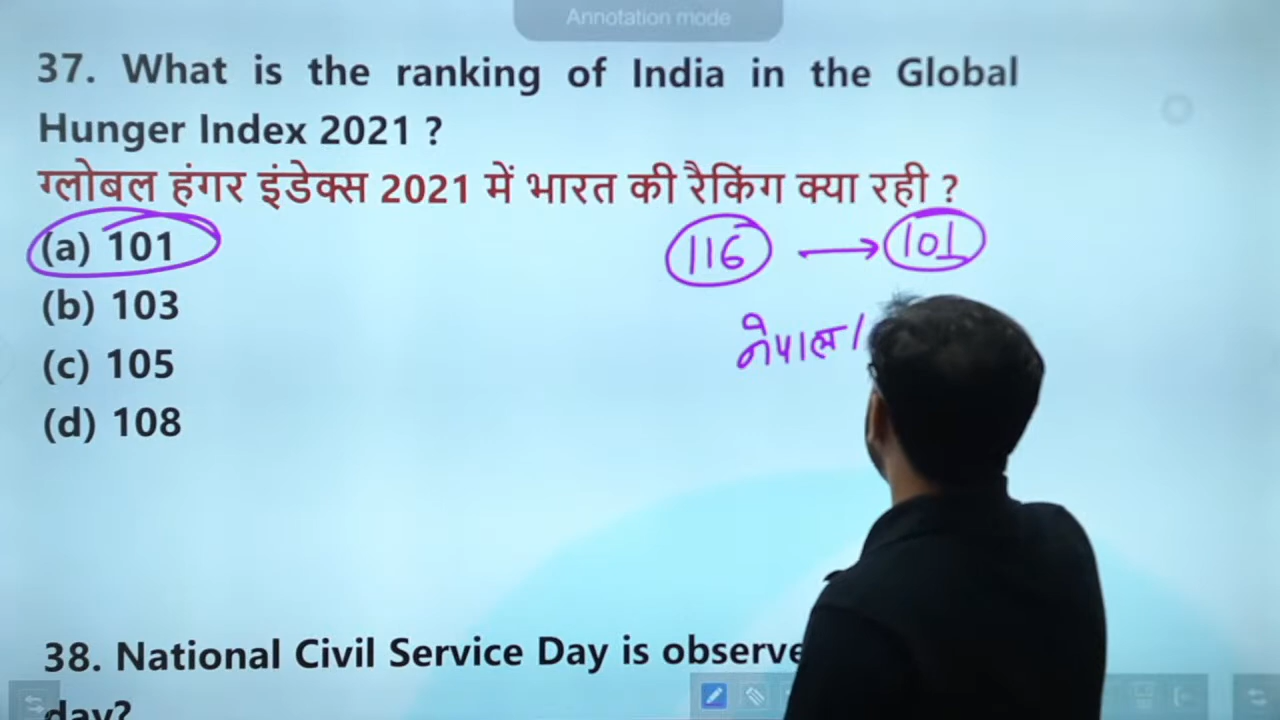 Annotation mode
37. What is the ranking of India in the Global
Hunger Index 2021 ?
ग्लोबल हंगर इंडेक्स 2021 में भारत की रैकिंग क्या रही ?
(a) 101
116 → 101
(b) 103
नेपाल /
(c) 105
(d) 108
38. National Civil Service Day is observe
day?